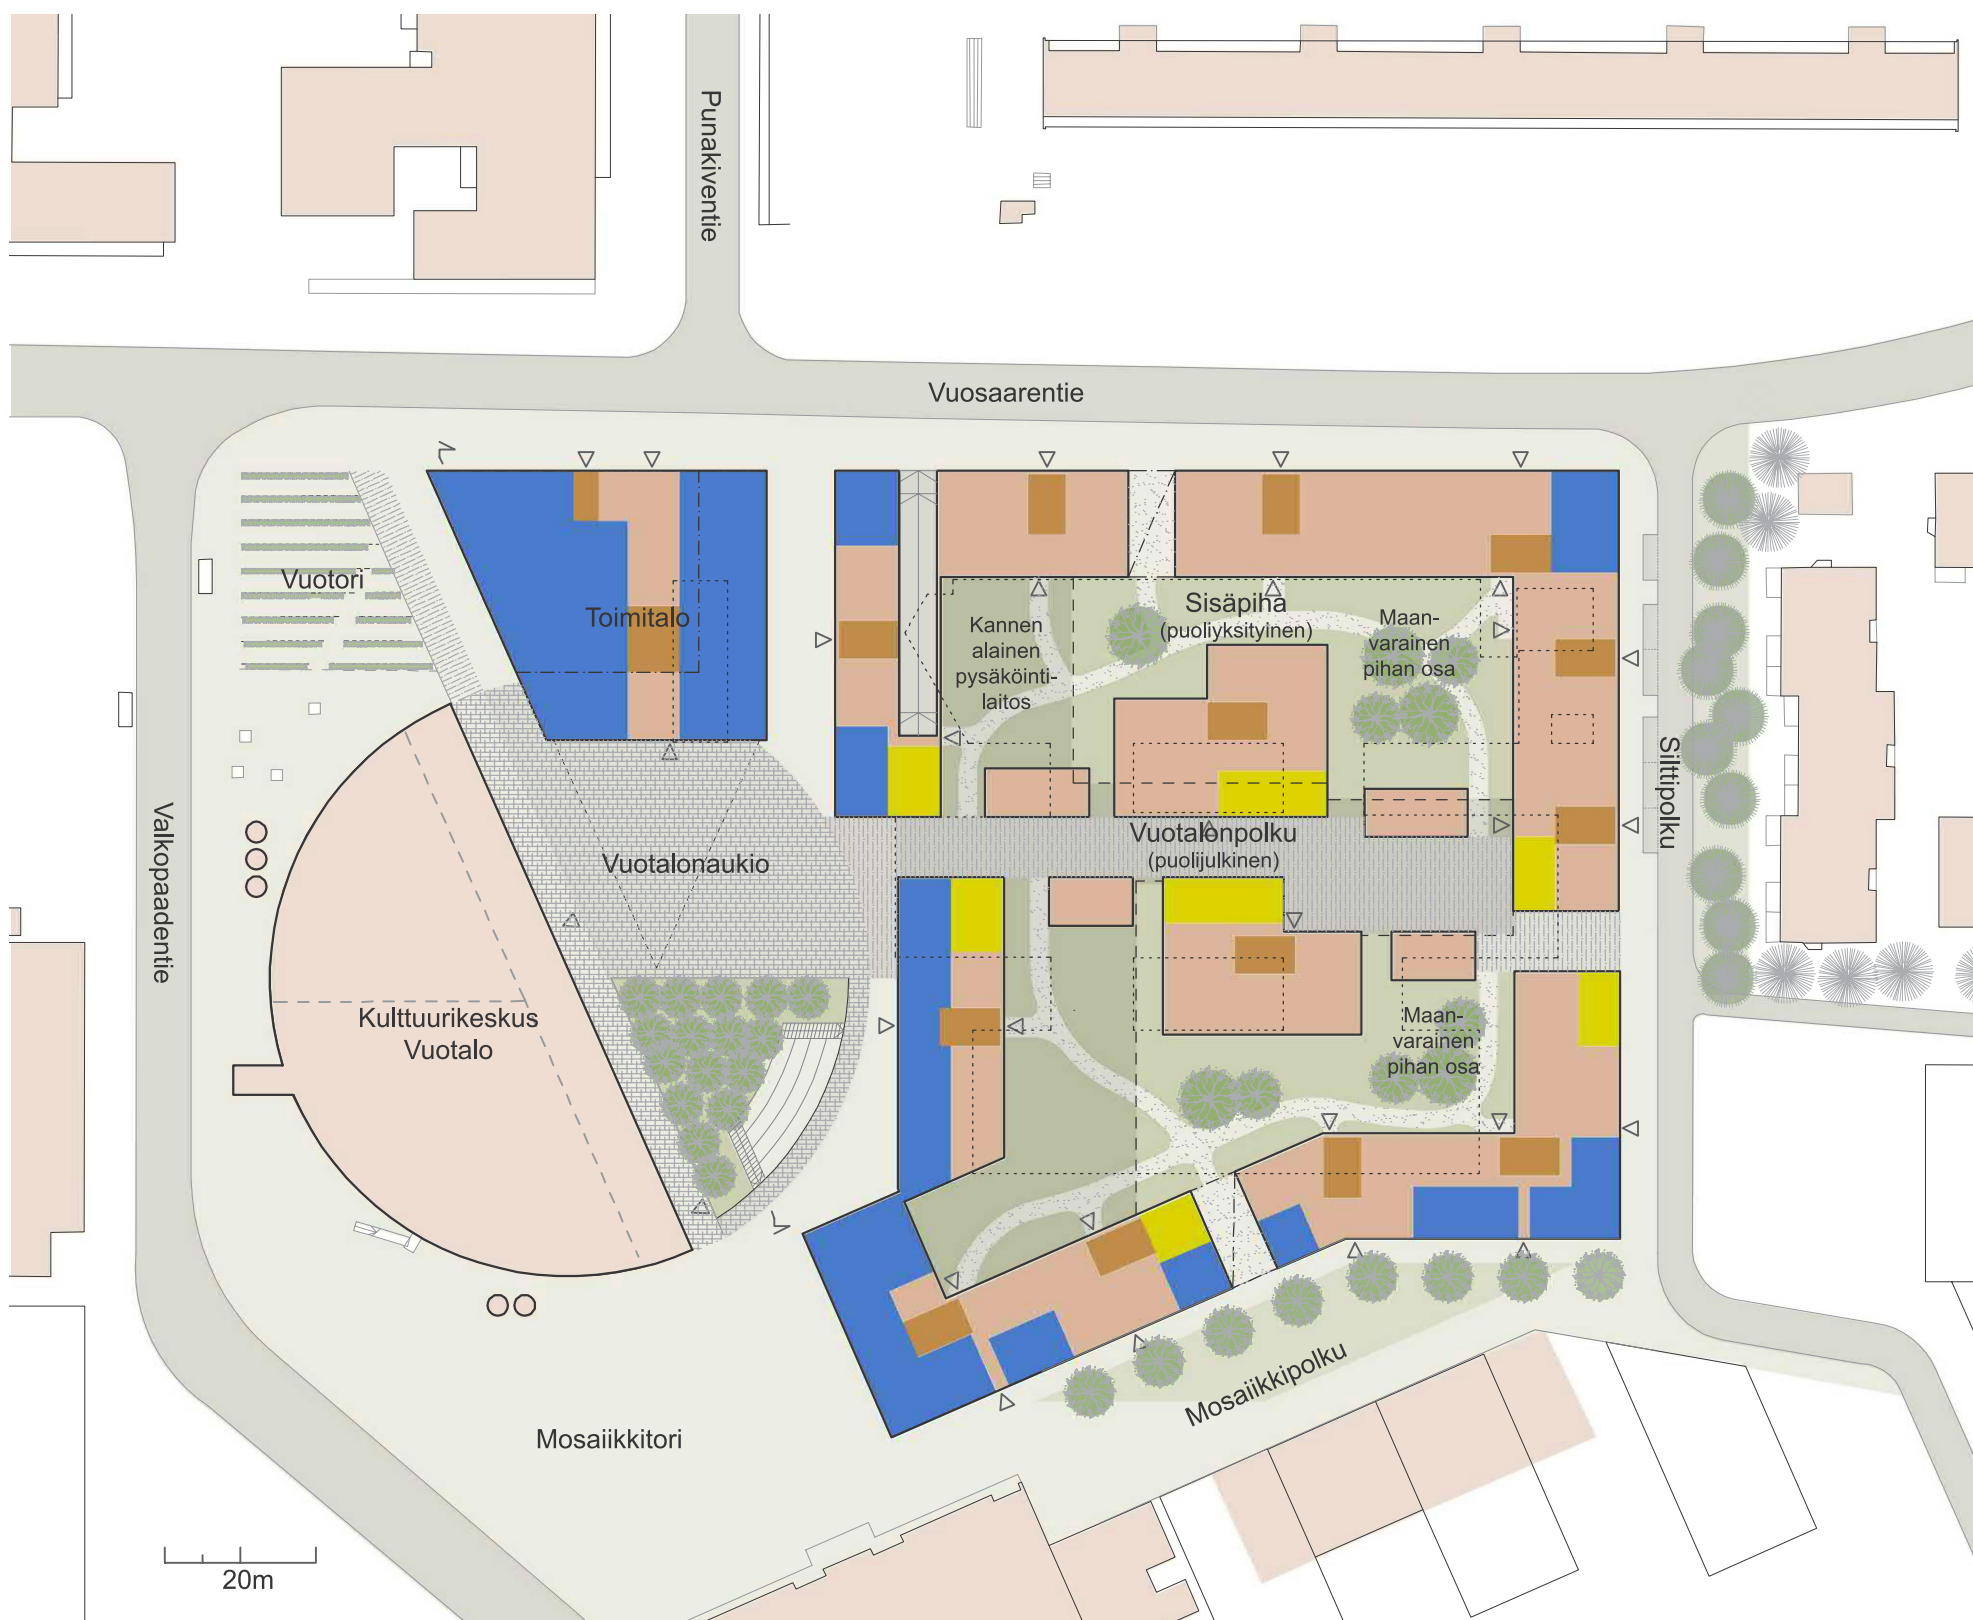 Punakiventie
Vuosaarentie
Vuotori
Toimitalo
Kannen
alainen
pysäköinti-
laitos
Sisäpiha
(puoliyksityinen)
Maan-
varainen
pihan osa
Silttipolku
Valkopaadentie
Vuotalonaukio
Vuotalonpolku
(puolijulkinen)
Kulttuurikeskus
Vuotalo
Maan-
varainen
pihan osa
Mosaiikkipolku
Mosaiikkitori
20m